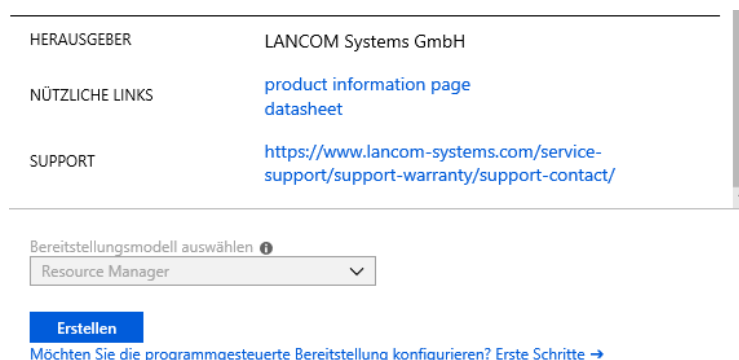 HERAUSGEBER
LANCOM Systems GmbH
NÜTZLICHE LINKS
product information page
datasheet
SUPPORT
https://www.lancom-systems.com/service-
support/support-warranty/support-contact/
Bereitstellungsmodell auswählen
Resource Manager
Erstellen
Möchten Sie die programmgesteuerte Bereitstellung konfigurieren? Erste Schritte →